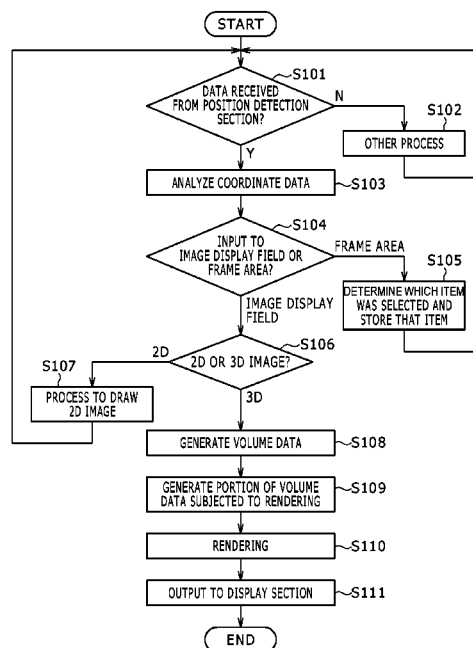 START
S101
DATA RECEIVED
FROM POSITION DETECTION
SECTION?
N
S102
OTHER PROCESS
Y
ANALYZE COORDINATE DATA
S103
S104
INPUT TO
IMAGE DISPLAY FIELD OR
FRAME AREA?
FRAME AREA
S105
DETERMINE WHICH ITEM
WAS SELECTED AND
STORE THAT ITEM
IMAGE DISPLAY
FIELD
S106
2D OR 3D IMAGE?
2D
S107
PROCESS TO DRAW
2D IMAGE
3D
GENERATE VOLUME DATA
S108
GENERATE PORTION OF VOLUME
DATA SUBJECTED TO RENDERING
S109
RENDERING
S110
OUTPUT TO DISPLAY SECTION
S111
END